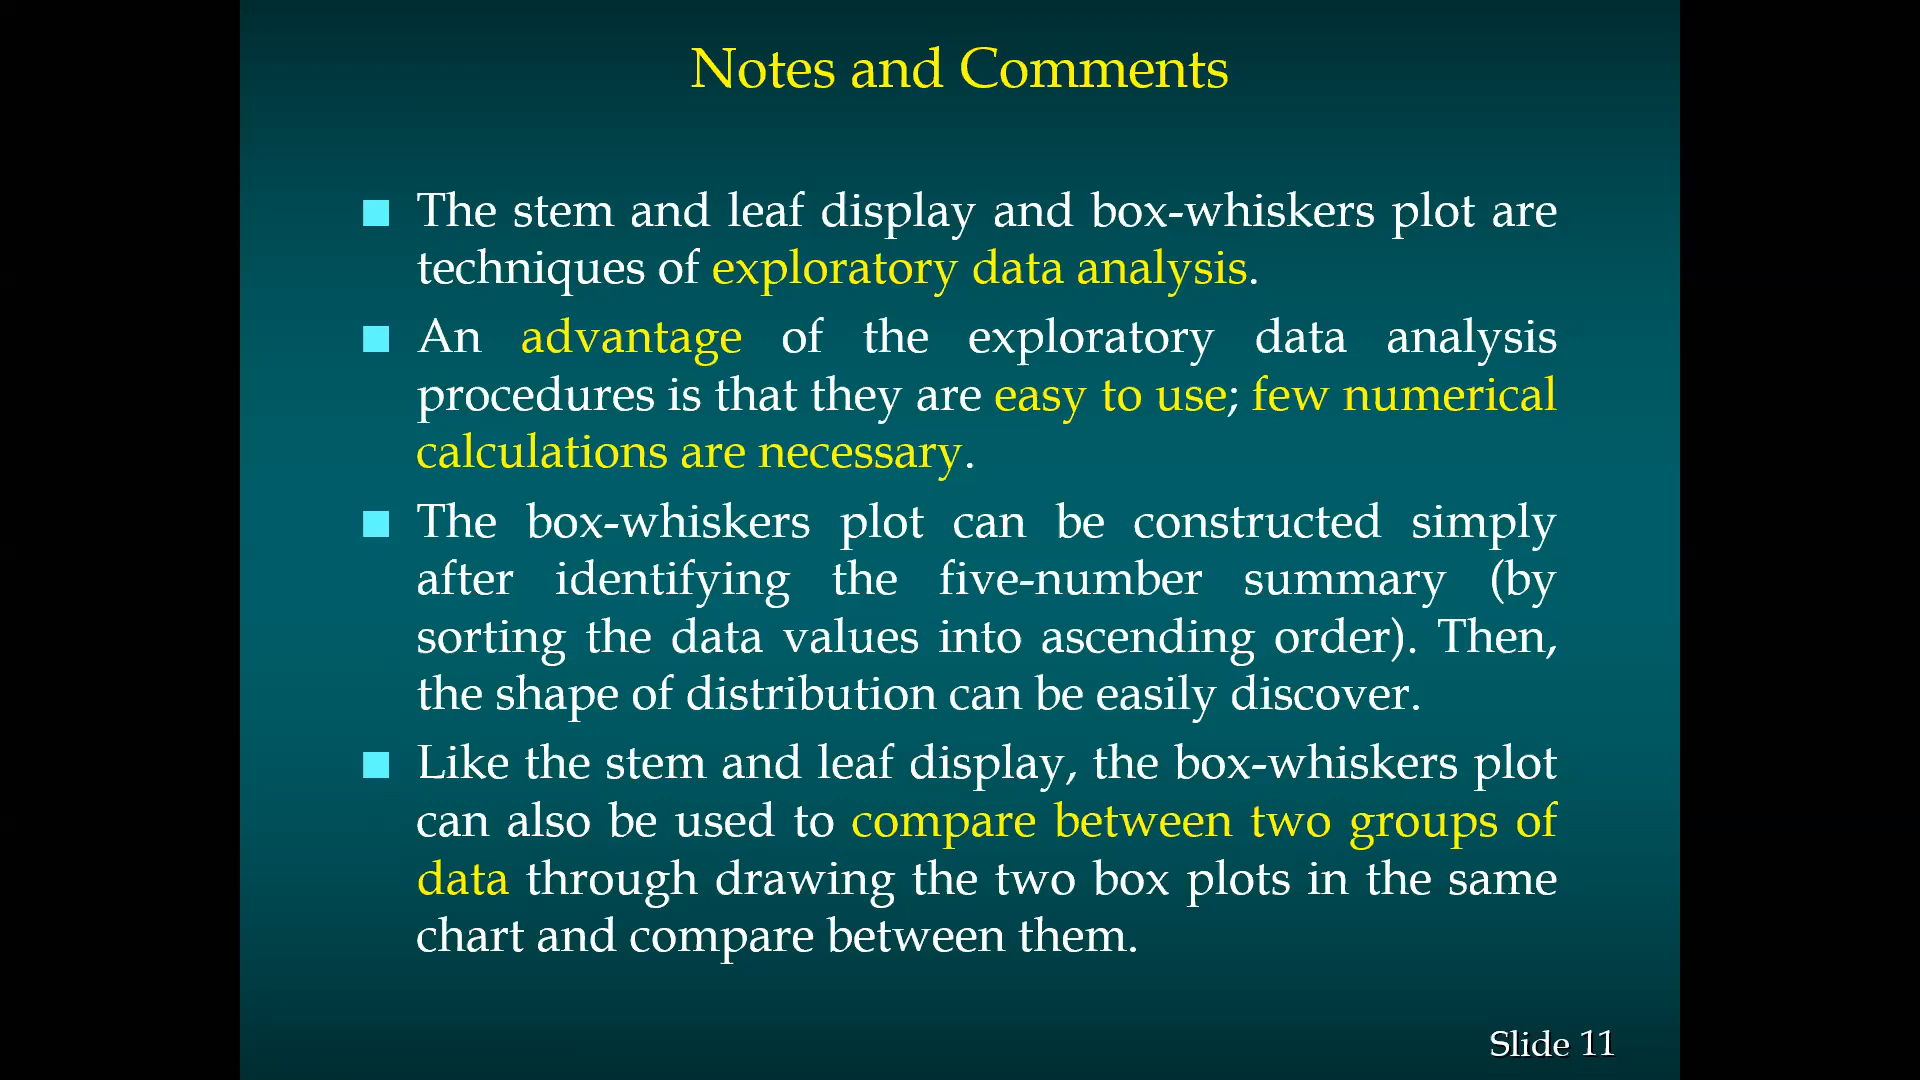 Notes and Comments
The stem and leaf display and box-whiskers plot are
techniques of exploratory data analysis.
An advantage of the exploratory data analysis
procedures is that they are easy to use; few numerical
calculations are necessary.
The box-whiskers plot can be constructed simply
after identifying the five-number summary (by
sorting the data values into ascending order). Then,
the shape of distribution can be easily discover.
Like the stem and leaf display, the box-whiskers plot
can also be used to compare between two groups of
data through drawing the two box plots in the same
chart and compare between them.
Slide 11